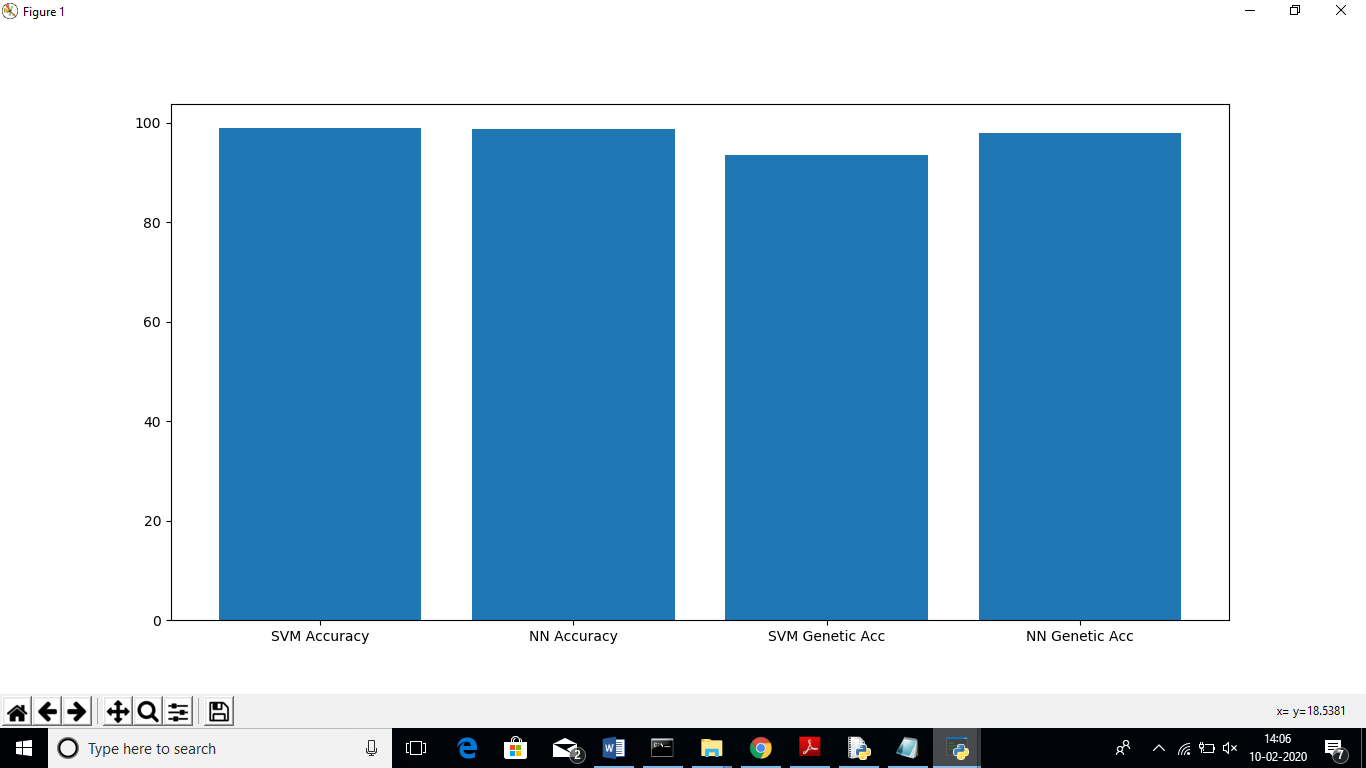 Figure 1
100
80
60
40
20
0
SVM Accuracy NN Accuracy SVM Genetic Acc NN Genetic Acc
x= y=18.5381
Type here to search
2
W
C:\
14:06
10-02-2020
7